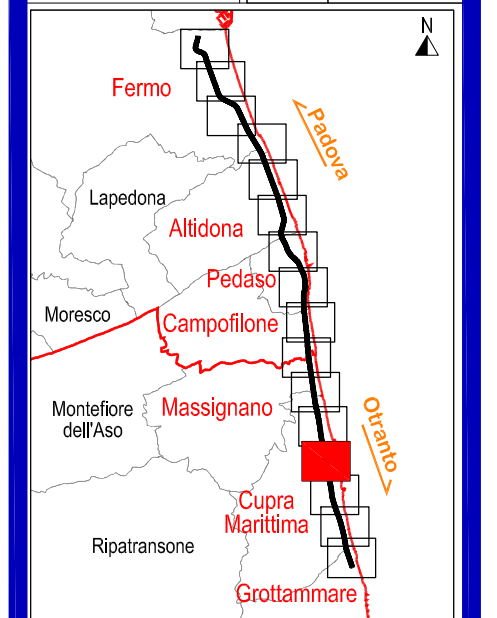 N
Fermo
Padova
Lapedona
Altidona
Pedaso
Moresco
Campofilone
Montefiore
dell'Aso
Massignano
Otranto
Cupra
Marittima
Ripatransone
Grottammare